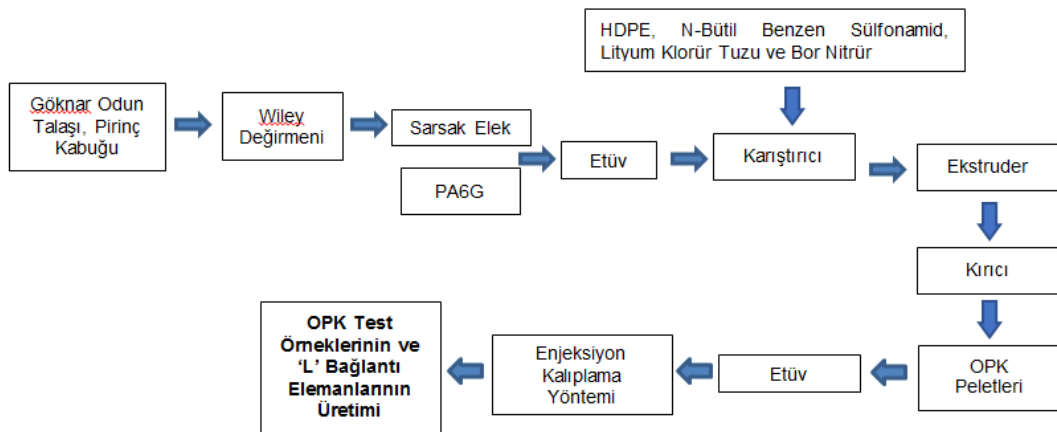 HDPE, N-Bütil Benzen Sülfonamid,
Lityum Klorür Tuzu ve Bor Nitrür
Göknar Odun
Talaşı, Pirinç
Kabuğu
Wiley
Değirmeni
Sarsak Elek
PA6G
Etüv
Karıştırıcı
Ekstruder
Kırıcı
OPK
Peletleri
Etüv
Enjeksiyon
Kalıplama
Yöntemi
OPK Test
Örneklerinin ve
‘L’ Bağlantı
Elemanlarının
Üretimi